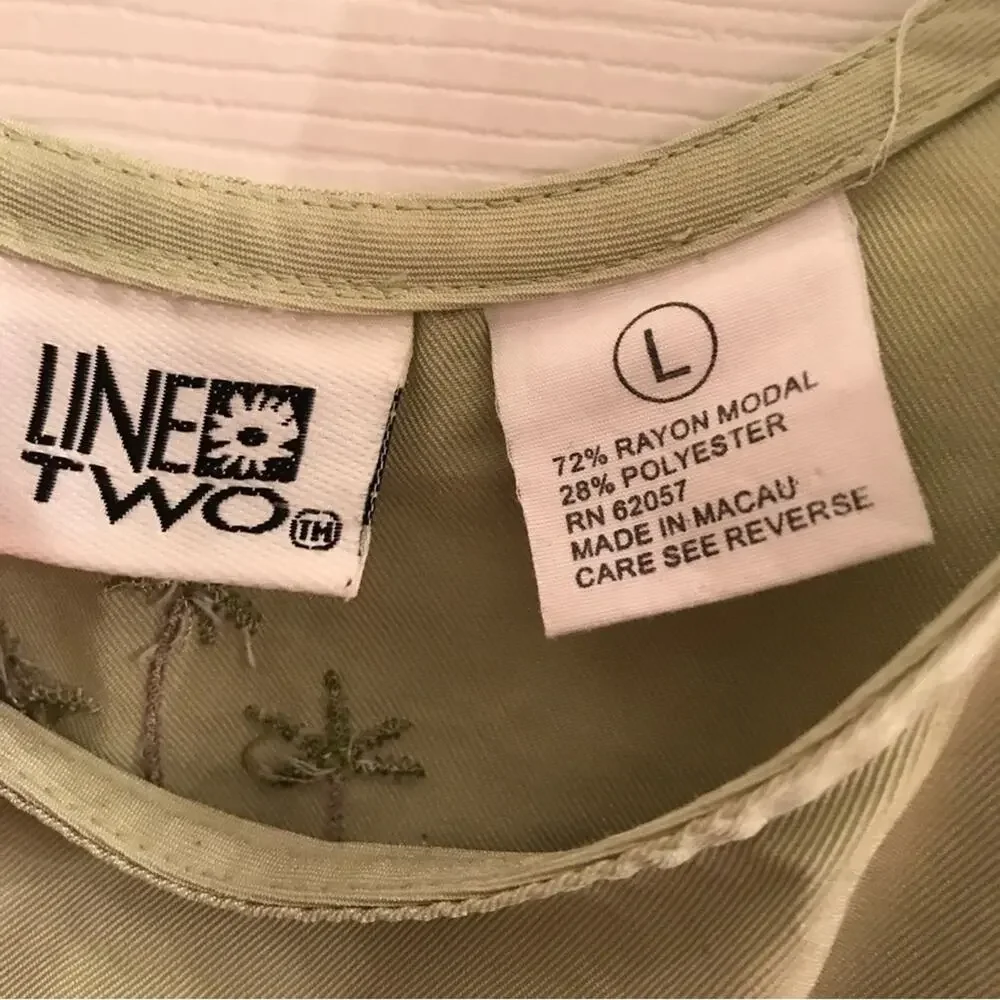 LINE
TWO TM
L
72% RAYON MODAL
28% POLYESTER
RN 62057
MADE IN MACAU
CARE SEE REVERSE